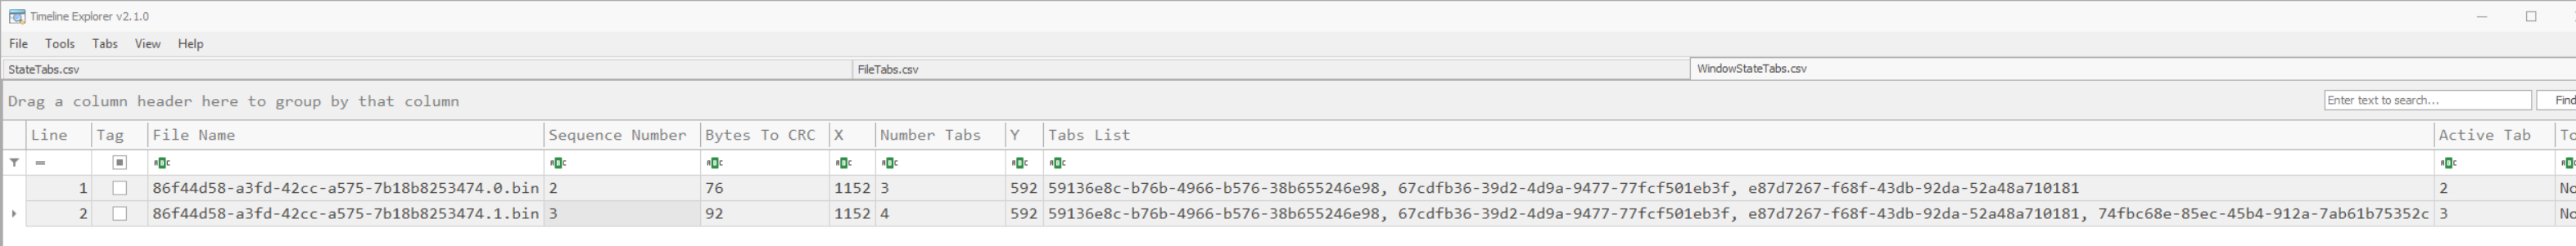 Timeline Explorer v2.1.0
File Tools Tabs View Help
StateTabs.csv FileTabs.csv WindowStateTabs.csv
Drag a column header here to group by that column Enter text to search... Find
Line Tag File Name Sequence Number Bytes To CRC X Number Tabs Y Tabs List Active Tab To
=
1 86f44d58-a3fd-42cc-a575-7b18b8253474.0.bin 2 76 1152 3 592 59136e8c-b76b-4966-b576-38b655246e98, 67cdfb36-39d2-4d9a-9477-77fcf501eb3f, e87d7267-f68f-43db-92da-52a48a710181 2 No
2 86f44d58-a3fd-42cc-a575-7b18b8253474.1.bin 3 92 1152 4 592 59136e8c-b76b-4966-b576-38b655246e98, 67cdfb36-39d2-4d9a-9477-77fcf501eb3f, e87d7267-f68f-43db-92da-52a48a710181, 74fbc68e-85ec-45b4-912a-7ab61b75352c 3 No